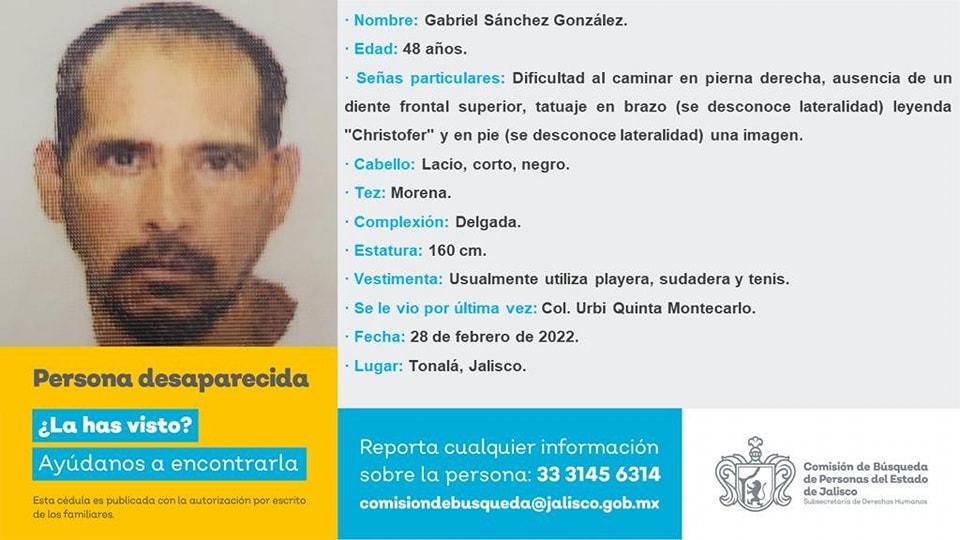 · Nombre: Gabriel Sánchez González.
· Edad: 48 años.
· Señas particulares: Dificultad al caminar en pierna derecha, ausencia de un
diente frontal superior, tatuaje en brazo (se desconoce lateralidad) leyenda
"Christofer" y en pie (se desconoce lateralidad) una imagen.
· Cabello: Lacio, corto, negro.
· Tez: Morena.
· Complexión: Delgada.
· Estatura: 160 cm.
· Vestimenta: Usualmente utiliza playera, sudadera y tenis.
· Se le vio por última vez: Col. Urbi Quinta Montecarlo.
· Fecha: 28 de febrero de 2022.
· Lugar: Tonalá, Jalisco.
Persona desaparecida
¿La has visto?
Ayúdanos a encontrarla
Esta cédula es publicada con la autorización por escrito
de los familiares.
Reporta cualquier información
sobre la persona: 33 3145 6314
comisiondebusqueda@jalisco.gob.mx
Comisión de Búsqueda
de Personas del Estado
de Jalisco
Subsecretaría de Derechos Humanos